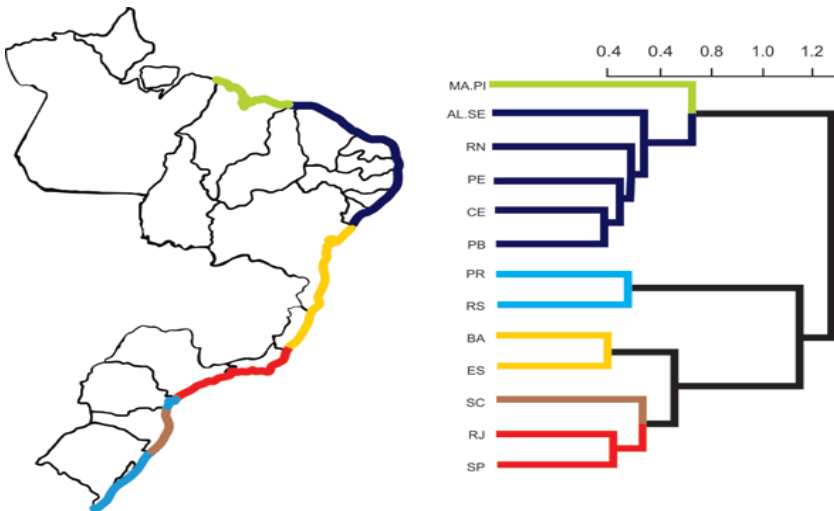 0.4 0.4 0.8 1.0 1.2
MA.PI
AL.SE
RN
PE
CE
PB
PR
RS
BA
ES
SC
RJ
SP